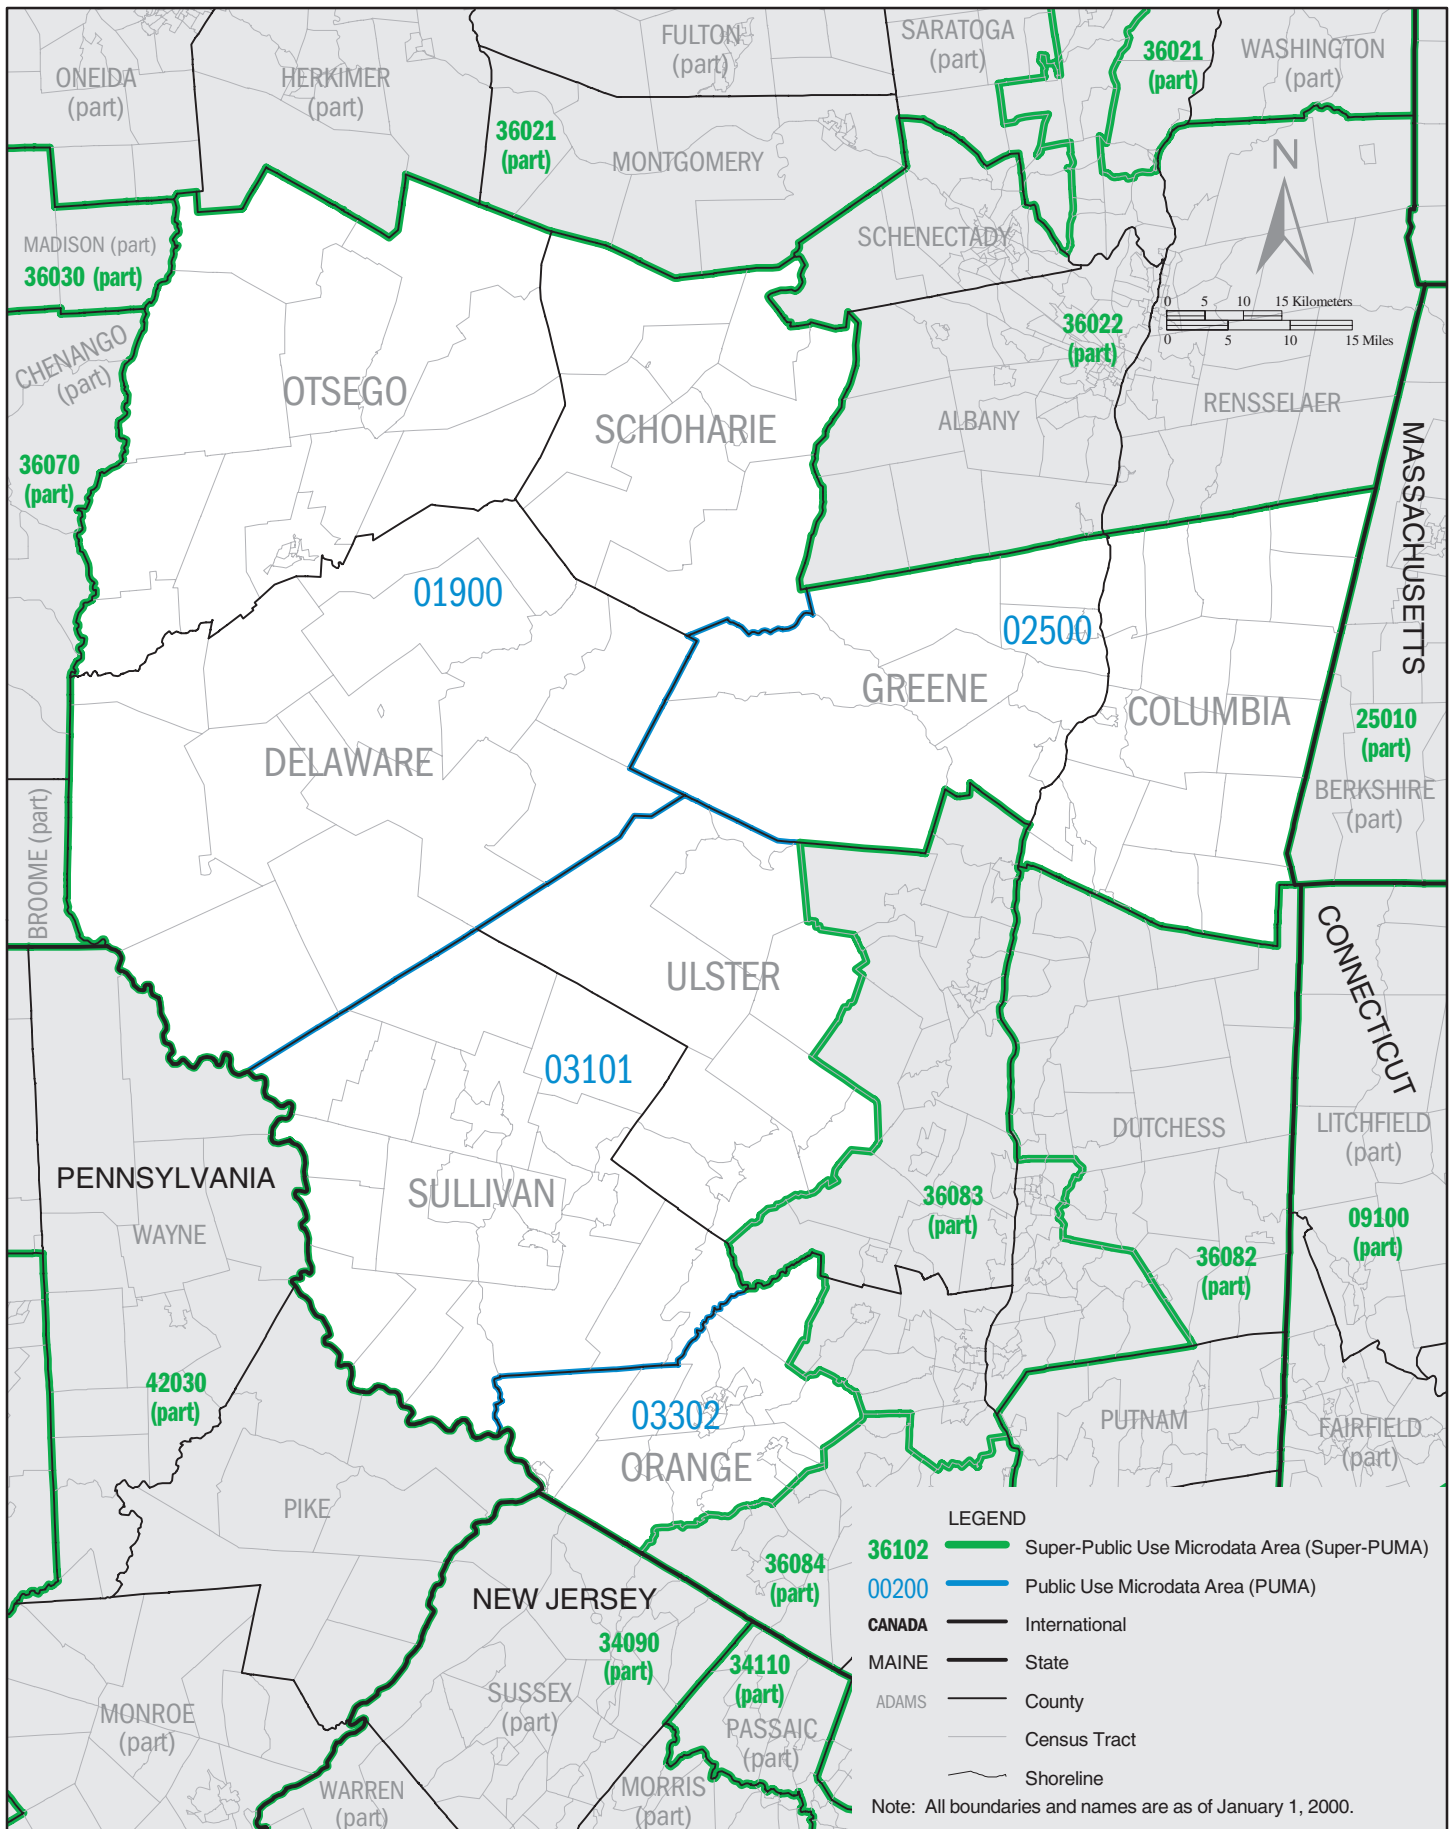 ONEIDA
(part)
HERKIMER
(part)
FULTON
(part)
SARATOGA
(part)
36021
(part)
WASHINGTON
(part)
36021
(part)
MONTGOMERY
N
MADISON (part)
36030 (part)
SCHENECTADY
0 5 10 15 Kilometers
0 5 10 15 Miles
36022
(part)
CHENANGO
(part)
OTSEGO
SCHOHARIE
ALBANY
RENSSELAER
MASSACHUSETTS
36070
(part)
01900
02500
GREENE
COLUMBIA
25010
(part)
DELAWARE
BERKSHIRE
(part)
BROOME (part)
CONNECTICUT
ULSTER
03101
DUTCHESS
LITCHFIELD
(part)
PENNSYLVANIA
SULLIVAN
36083
(part)
09100
(part)
WAYNE
36082
(part)
42030
(part)
03302
ORANGE
PUTNAM
FAIRFIELD
(part)
PIKE
LEGEND
36102 Super-Public Use Microdata Area (Super-PUMA)
00200 Public Use Microdata Area (PUMA)
CANADA International
MAINE State
ADAMS County
Census Tract
Shoreline
Note: All boundaries and names are as of January 1, 2000.
36084
(part)
NEW JERSEY
34090
(part)
34110
(part)
SUSSEX
(part)
MONROE
(part)
PASSAIC
(part)
WARREN
(part)
MORRIS
(part)